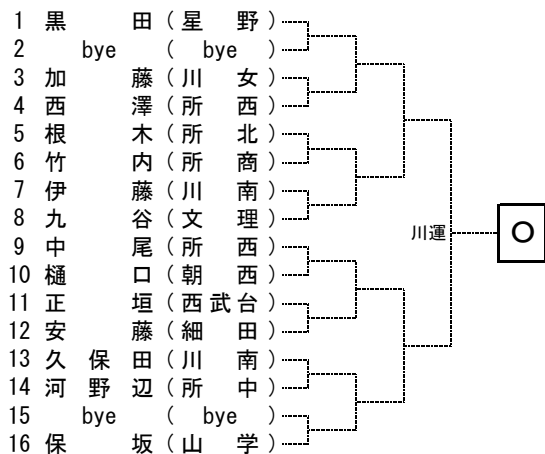 1 黒田(星野)
2 bye (bye)
3 加藤(川女)
4 西澤(所西)
5 根木(所北)
6 竹内(所商)
7 伊藤(川南)
8 九谷(文理)
9 中尾(所西)
川運
O
10 樋口(朝西)
11 正垣(西武台)
12 安藤(細田)
13 久保田(川南)
14 河野辺(所中)
15 bye (bye)
16 保坂(山学)